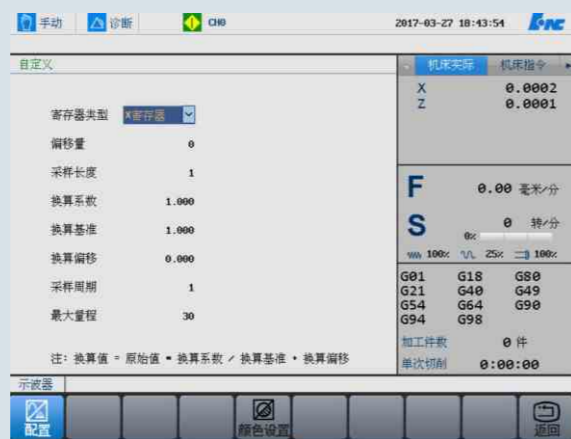 手动 诊断 CH0 2017-03-27 18:43:54 HNC
自定义
寄存器类型 X寄存器
偏移量 0
采样长度 1
换算系数 1.000
换算基准 1.000
换算偏移 0.000
采样周期 1
最大量程 30
注: 换算值 = 原始值 * 换算系数 / 换算基准 + 换算偏移
机床实际 机床指令
X 0.0002
Z 0.0001
F 0.00 毫米/分
S 0 转/分
0%
100% 25% 100%
G01 G18 G80
G21 G40 G49
G54 G64 G90
G94 G98
加工件数 0 件
单次切削 0:00:00
示波器
配置 颜色设置 返回